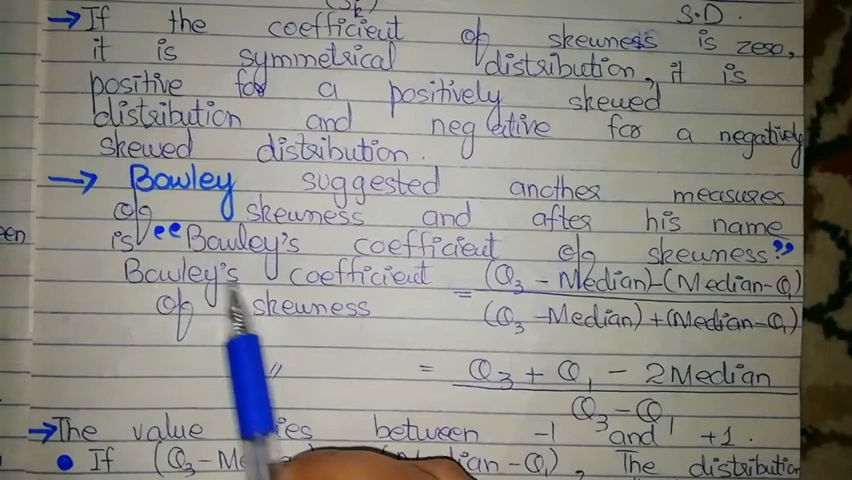 (Sk) S.D.
→ If the coefficient of skewness is zero,
it is symmetrical distribution, it is
positive for a positively skewed
distribution and negative for a negatively
skewed distribution.
→ Bowley suggested another measures
of skewness and after his name
is "Bowley's coefficient of skewness"
Bowley's coefficient of skewness = (Q3 - Median) - (Median - Q1)
(Q3 - Median) + (Median - Q1)
" = Q3 + Q1 - 2Median
Q3 - Q1
→ The value between -1 and +1.
• If (Q3 - Me (Median - Q1), The distribution